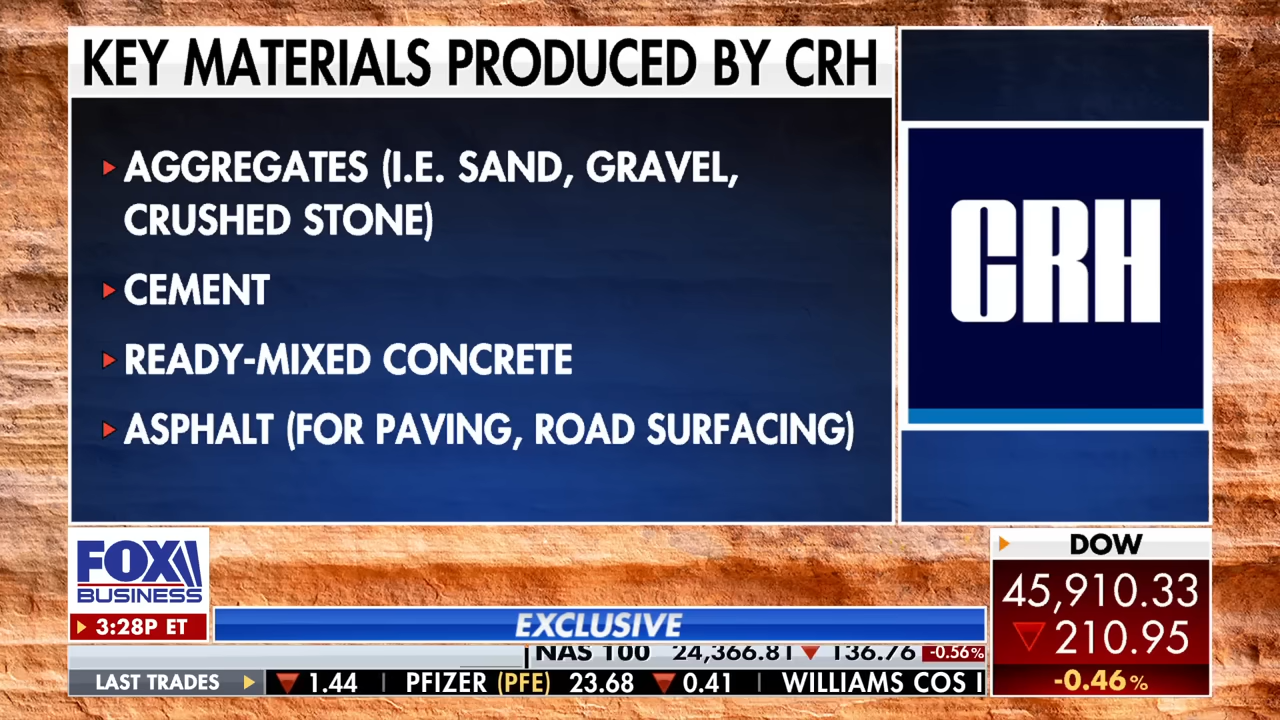 KEY MATERIALS PRODUCED BY CRH
AGGREGATES (I.E. SAND, GRAVEL,
CRUSHED STONE)
CEMENT
READY-MIXED CONCRETE
ASPHALT (FOR PAVING, ROAD SURFACING)
CRH
FOX
BUSINESS
3:28P ET
EXCLUSIVE
DOW
45,910.33
210.95
-0.46%
NAS 100 24,366.81 136.76 -0.56%
LAST TRADES 1.44 | PFIZER (PFE) 23.68 0.41 | WILLIAMS COS